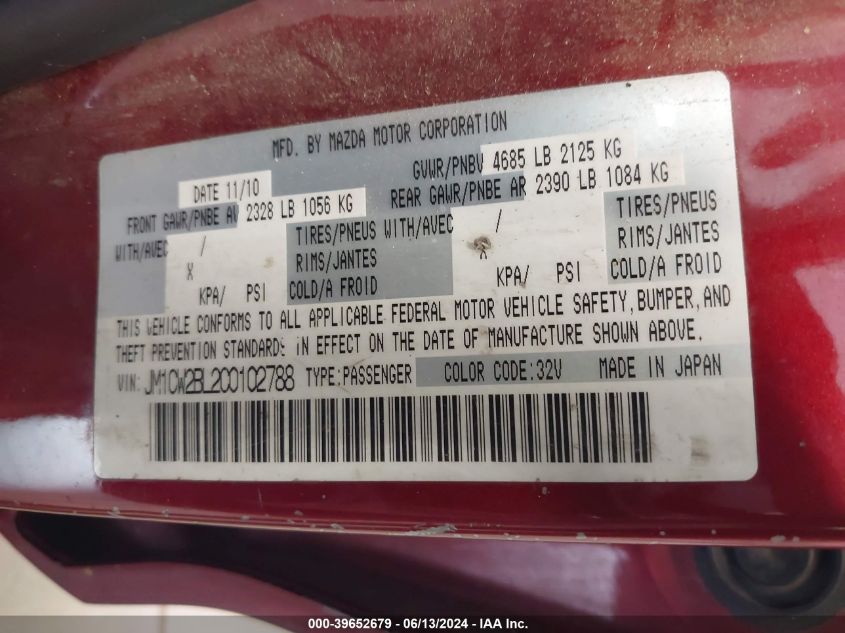 MFD. BY MAZDA MOTOR CORPORATION
DATE 11/10 GVWR/PNBV 4685 LB 2125 KG
FRONT GAWR/PNBE AV 2328 LB 1056 KG REAR GAWR/PNBE AR 2390 LB 1084 KG
WITH/AVEC / TIRES/PNEUS WITH/AVEC / TIRES/PNEUS
X RIMS/JANTES X RIMS/JANTES
KPA/ PSI COLD/A FROID KPA/ PSI COLD/A FROID
THIS VEHICLE CONFORMS TO ALL APPLICABLE FEDERAL MOTOR VEHICLE SAFETY, BUMPER, AND
THEFT PREVENTION STANDARDS IN EFFECT ON THE DATE OF MANUFACTURE SHOWN ABOVE.
VIN: JM1CW2BL2C0102788 TYPE:PASSENGER COLOR CODE:32V MADE IN JAPAN
000-39652679 - 06/13/2024 - IAA Inc.